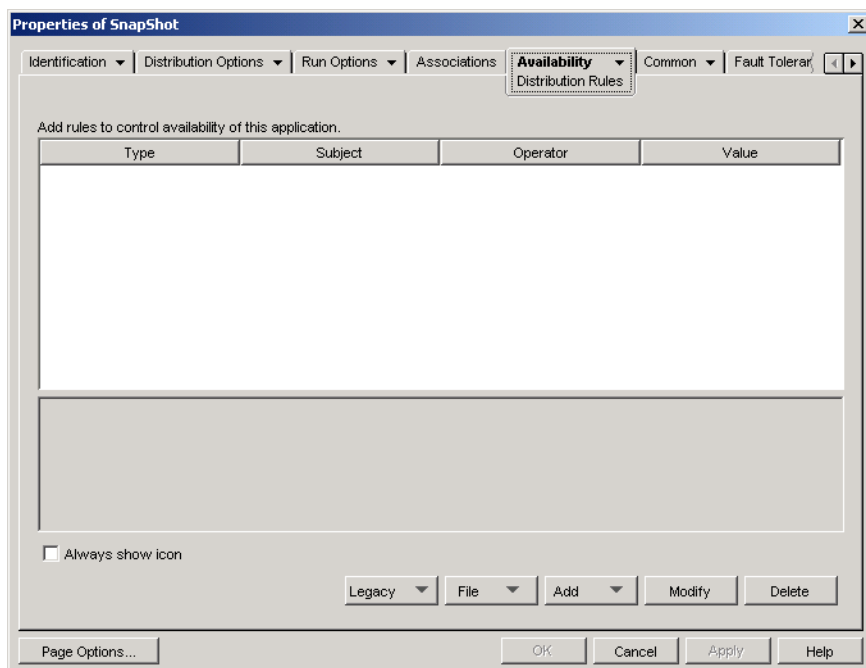 Properties of SnapShot
Identification Distribution Options Run Options Associations Availability Common Fault Toleran
Distribution Rules
Add rules to control availability of this application.
Type Subject Operator Value
Always show icon
Legacy File Add Modify Delete
Page Options... OK Cancel Apply Help